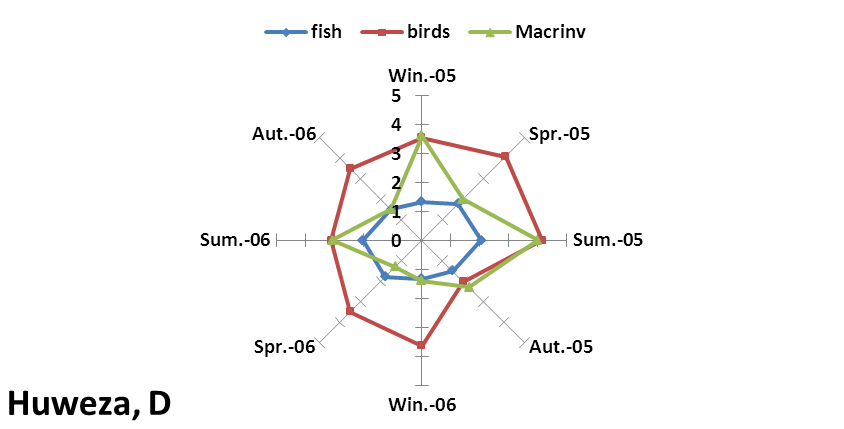 fish birds Macrinv
Win.-05
5
Aut.-06 4 Spr.-05
3
2
1
Sum.-06 0 Sum.-05
Spr.-06 Aut.-05
Huweza, D Win.-06